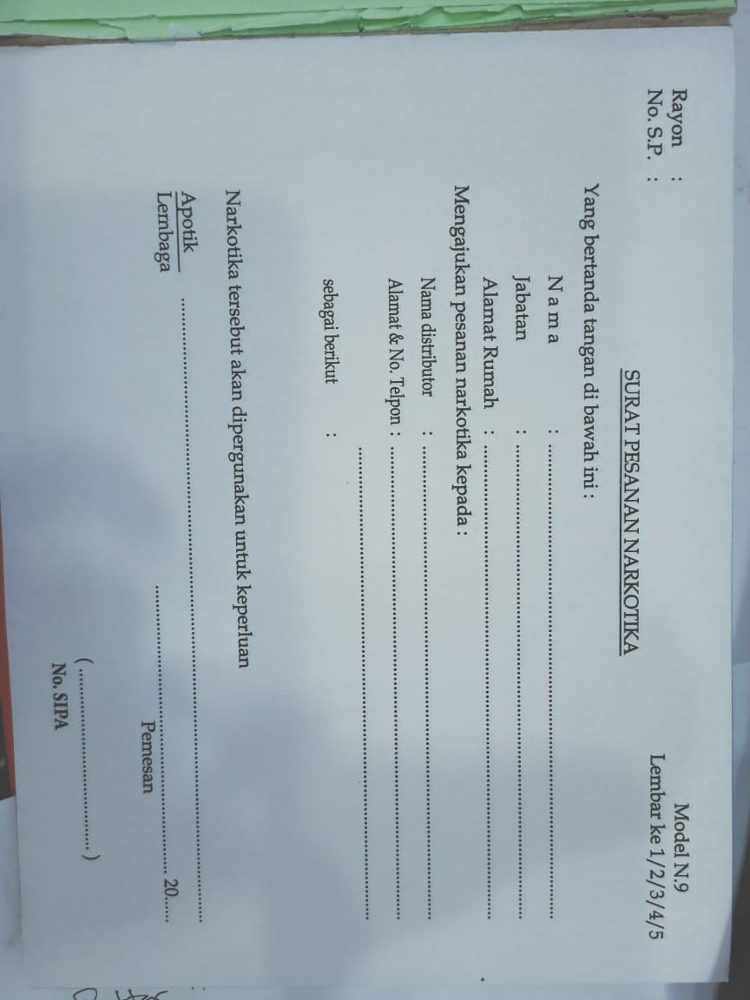 Rayon :
No. S.P. :
Model N.9
Lembar ke 1/2/3/4/5
SURAT PESANAN NARKOTIKA
Yang bertanda tangan di bawah ini :
N a m a : ....................................................................................
Jabatan : ....................................................................................
Alamat Rumah : ....................................................................................
Mengajukan pesanan narkotika kepada :
Nama distributor : ....................................................................................
Alamat & No. Telpon : ....................................................................................
....................................................................................
sebagai berikut :
Narkotika tersebut akan dipergunakan untuk keperluan
Apotik
Lembaga ....................................................................................
.................................................... 20.....
Pemesan
( ..................................... )
No. SIPA